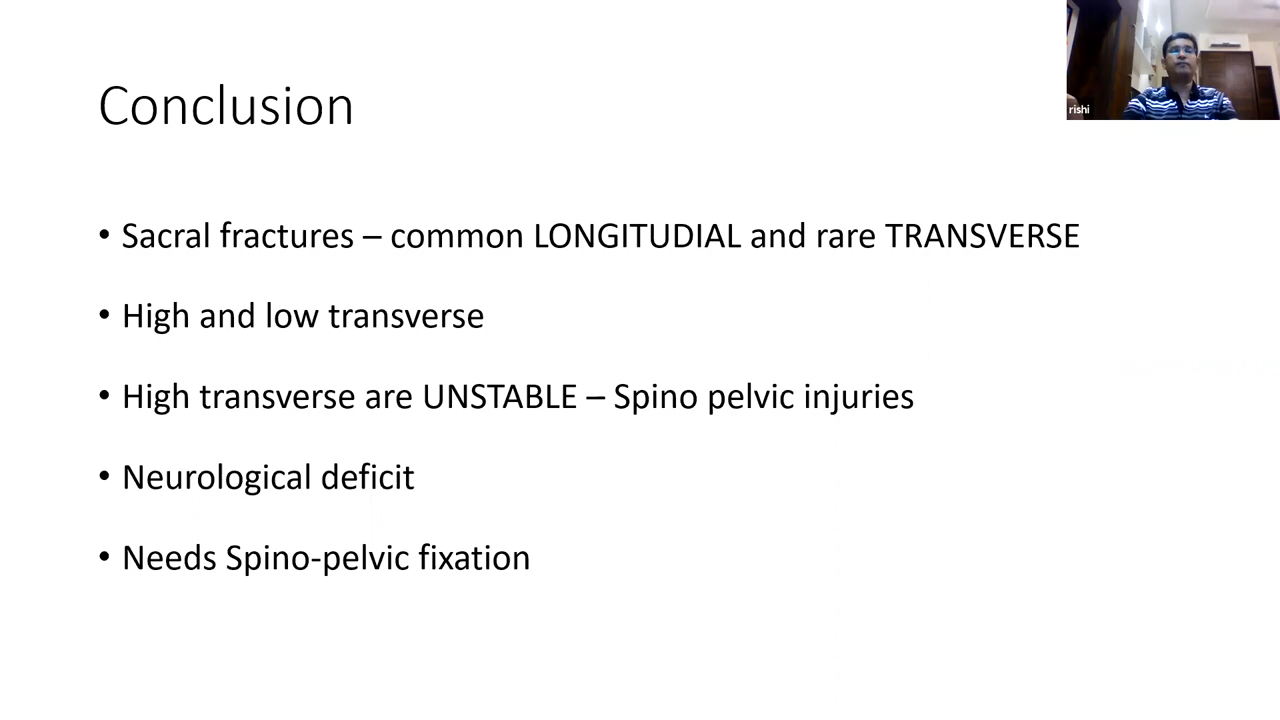 rishi
Conclusion
• Sacral fractures – common LONGITUDIAL and rare TRANSVERSE
• High and low transverse
• High transverse are UNSTABLE – Spino pelvic injuries
• Neurological deficit
• Needs Spino-pelvic fixation